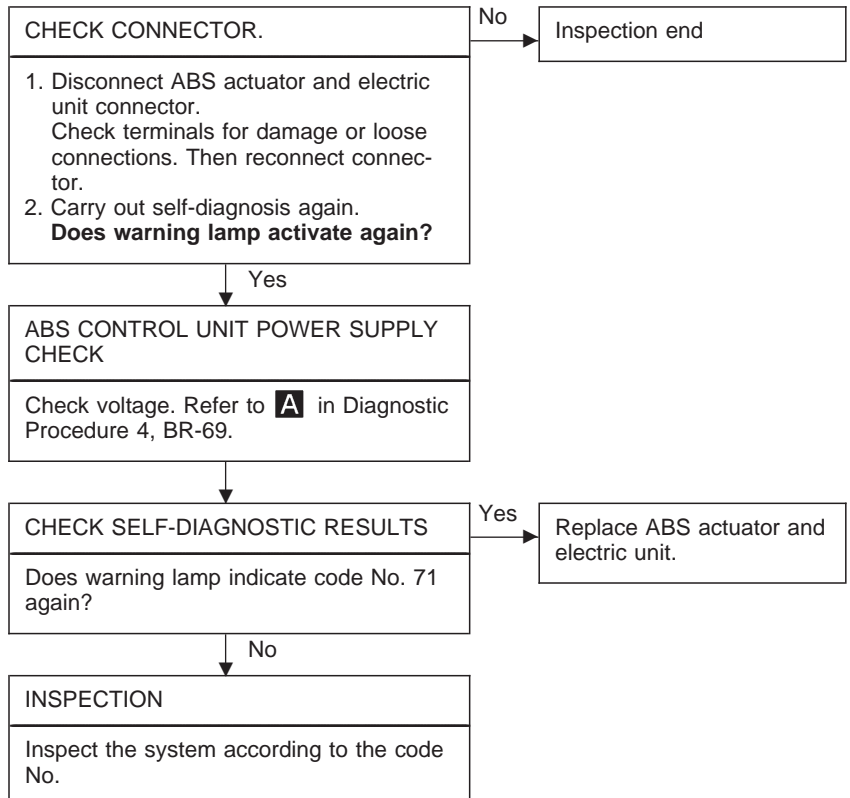 CHECK CONNECTOR.
No
Inspection end
1. Disconnect ABS actuator and electric
unit connector.
Check terminals for damage or loose
connections. Then reconnect connec-
tor.
2. Carry out self-diagnosis again.
Does warning lamp activate again?
Yes
ABS CONTROL UNIT POWER SUPPLY
CHECK
Check voltage. Refer to A in Diagnostic
Procedure 4, BR-69.
CHECK SELF-DIAGNOSTIC RESULTS
Yes
Replace ABS actuator and
electric unit.
Does warning lamp indicate code No. 71
again?
No
INSPECTION
Inspect the system according to the code
No.